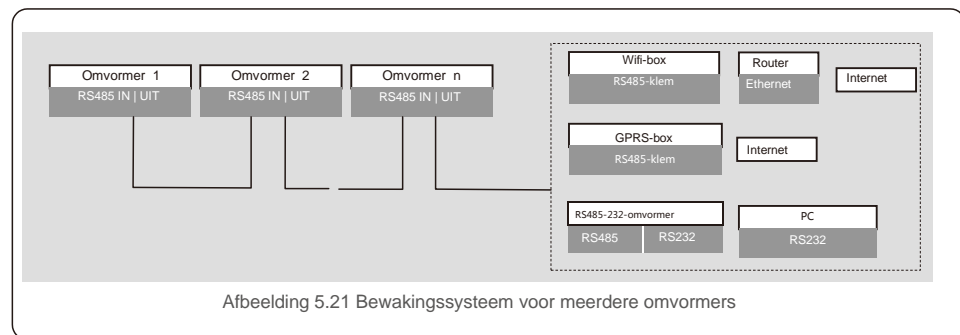 Omvormer 1
RS485 IN | UIT
Omvormer 2
RS485 IN | UIT
Omvormer n
RS485 IN | UIT
Wifi-box
RS485-klem
Router
Ethernet
Internet
GPRS-box
RS485-klem
Internet
RS485-232-omvormer
RS485
RS232
PC
RS232
Afbeelding 5.21 Bewakingssysteem voor meerdere omvormers